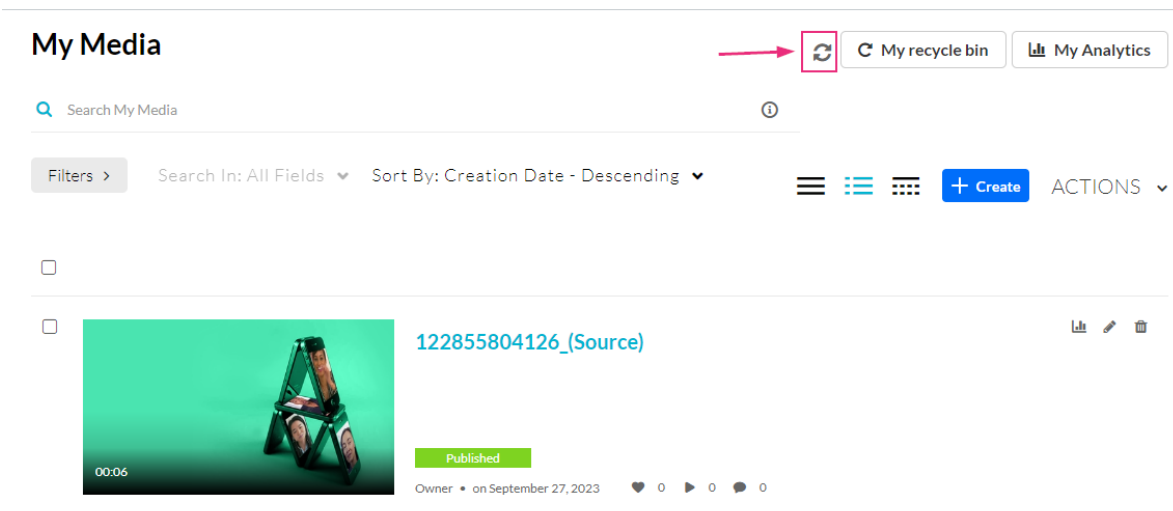 My Media
My recycle bin
My Analytics
Search My Media
Filters >
Search In: All Fields
Sort By: Creation Date - Descending
+ Create
ACTIONS
122855804126_(Source)
00:06
Published
Owner • on September 27, 2023 0 0 0